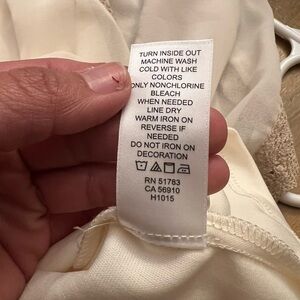 TURN INSIDE OUT
MACHINE WASH
COLD WITH LIKE
COLORS
ONLY NONCHLORINE
BLEACH
WHEN NEEDED
LINE DRY
WARM IRON ON
REVERSE IF
NEEDED
DO NOT IRON ON
DECORATION
RN 51783
CA 56910
H1015